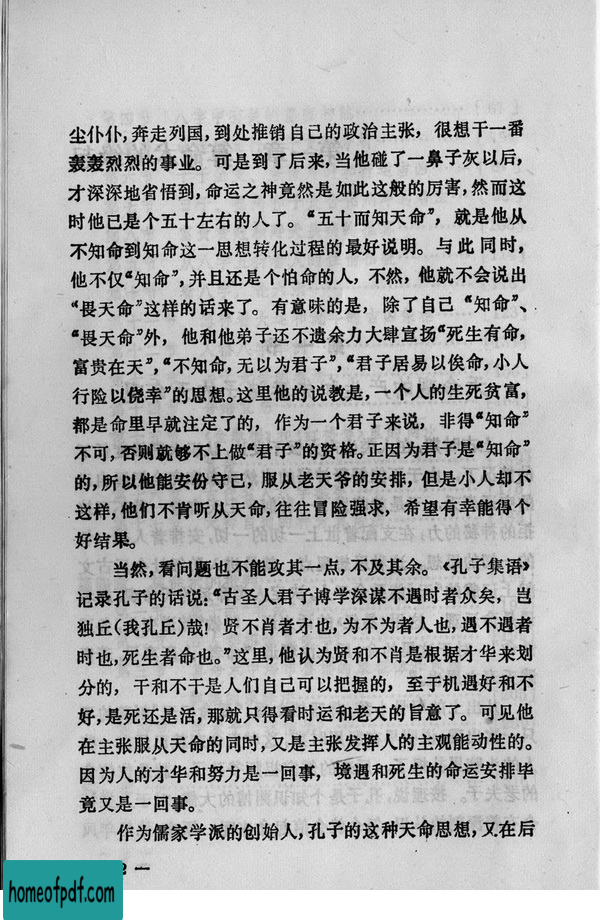 尘仆仆，奔走列国，到处推销自己的政治主张，很想干一番
轰轰烈烈的事业。可是到了后来，当他碰了一鼻子灰以后，
才深深地省悟到，命运之神竟然是如此这般的厉害，然而这
时他已是个五十左右的人了。“五十而知天命”，就是他从
不知命到知命这一思想转化过程的最好说明。与此同时，
他不仅“知命”，并且还是个怕命的人，不然，他就不会说出
“畏天命”这样的话来了。有意味的是，除了自己“知命”、
“畏天命”外，他和他弟子还不遗余力大肆宣扬“死生有命，
富贵在天”，“不知命，无以为君子”，“君子居易以俟命，小人
行险以侥幸”的思想。这里他的说教是，一个人的生死贫富，
都是命里早就注定了的，作为一个君子来说，非得“知命”
不可，否则就够不上做“君子”的资格。正因为君子是“知命”
的，所以他能安份守己，服从老天爷的安排，但是小人却不
这样，他们不肯听从天命，往往冒险强求，希望有幸能得个
好结果。
当然，看问题也不能攻其一点，不及其余。《孔子集语》
记录孔子的话说：“古圣人君子博学深谋不遇时者众矣，岂
独丘（我孔丘）哉！贤不肖者才也，为不为者人也，遇不遇者
时也，死生者命也。”这里，他认为贤和不肖是根据才华来划
分的，干和不干是人们自己可以把握的，至于机遇好和不
好，是死还是活，那就只得看时运和老天的旨意了。可见他
在主张服从天命的同时，又是主张发挥人的主观能动性的。
因为人的才华和努力是一回事，境遇和死生的命运安排毕
竟又是一回事。
作为儒家学派的创始人，孔子的这种天命思想，又在后
2 —
homeofpdf.com